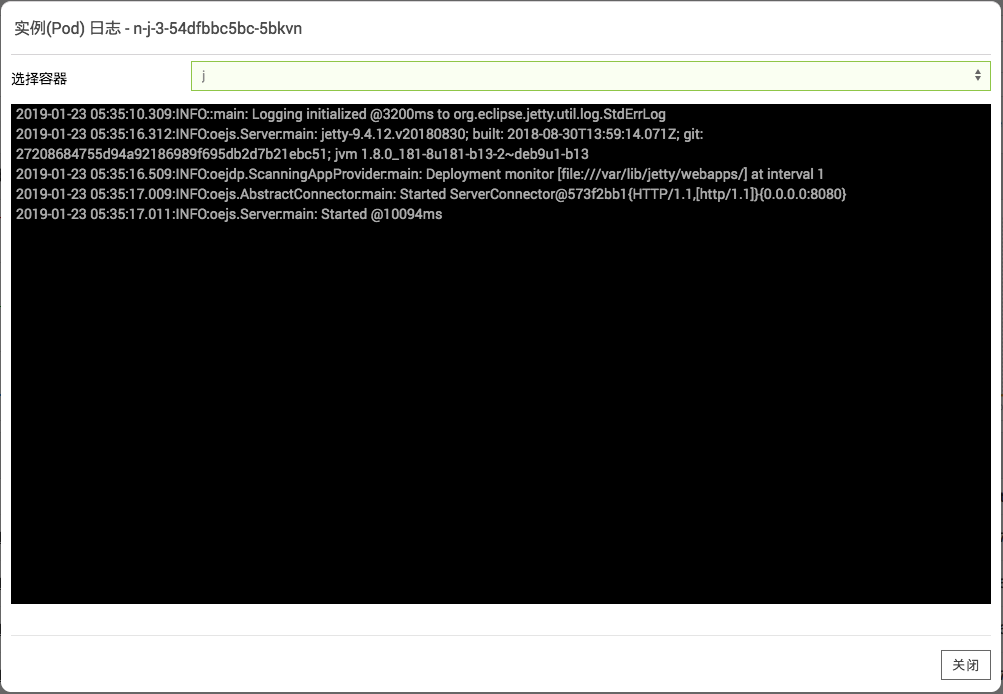 实例(Pod) 日志 - n-j-3-54dfbbc5bc-5bkvn
选择容器
j
2019-01-23 05:35:10.309:INFO::main: Logging initialized @3200ms to org.eclipse.jetty.util.log.StdErrLog
2019-01-23 05:35:16.312:INFO:oejs.Server:main: jetty-9.4.12.v20180830; built: 2018-08-30T13:59:14.071Z; git:
27208684755d94a92186989f695db2d7b21ebc51; jvm 1.8.0_181-8u181-b13-2~deb9u1-b13
2019-01-23 05:35:16.509:INFO:oejdp.ScanningAppProvider:main: Deployment monitor [file:///var/lib/jetty/webapps/] at interval 1
2019-01-23 05:35:17.009:INFO:oejs.AbstractConnector:main: Started ServerConnector@573f2bb1{HTTP/1.1,[http/1.1]}{0.0.0.0:8080}
2019-01-23 05:35:17.011:INFO:oejs.Server:main: Started @10094ms
关闭